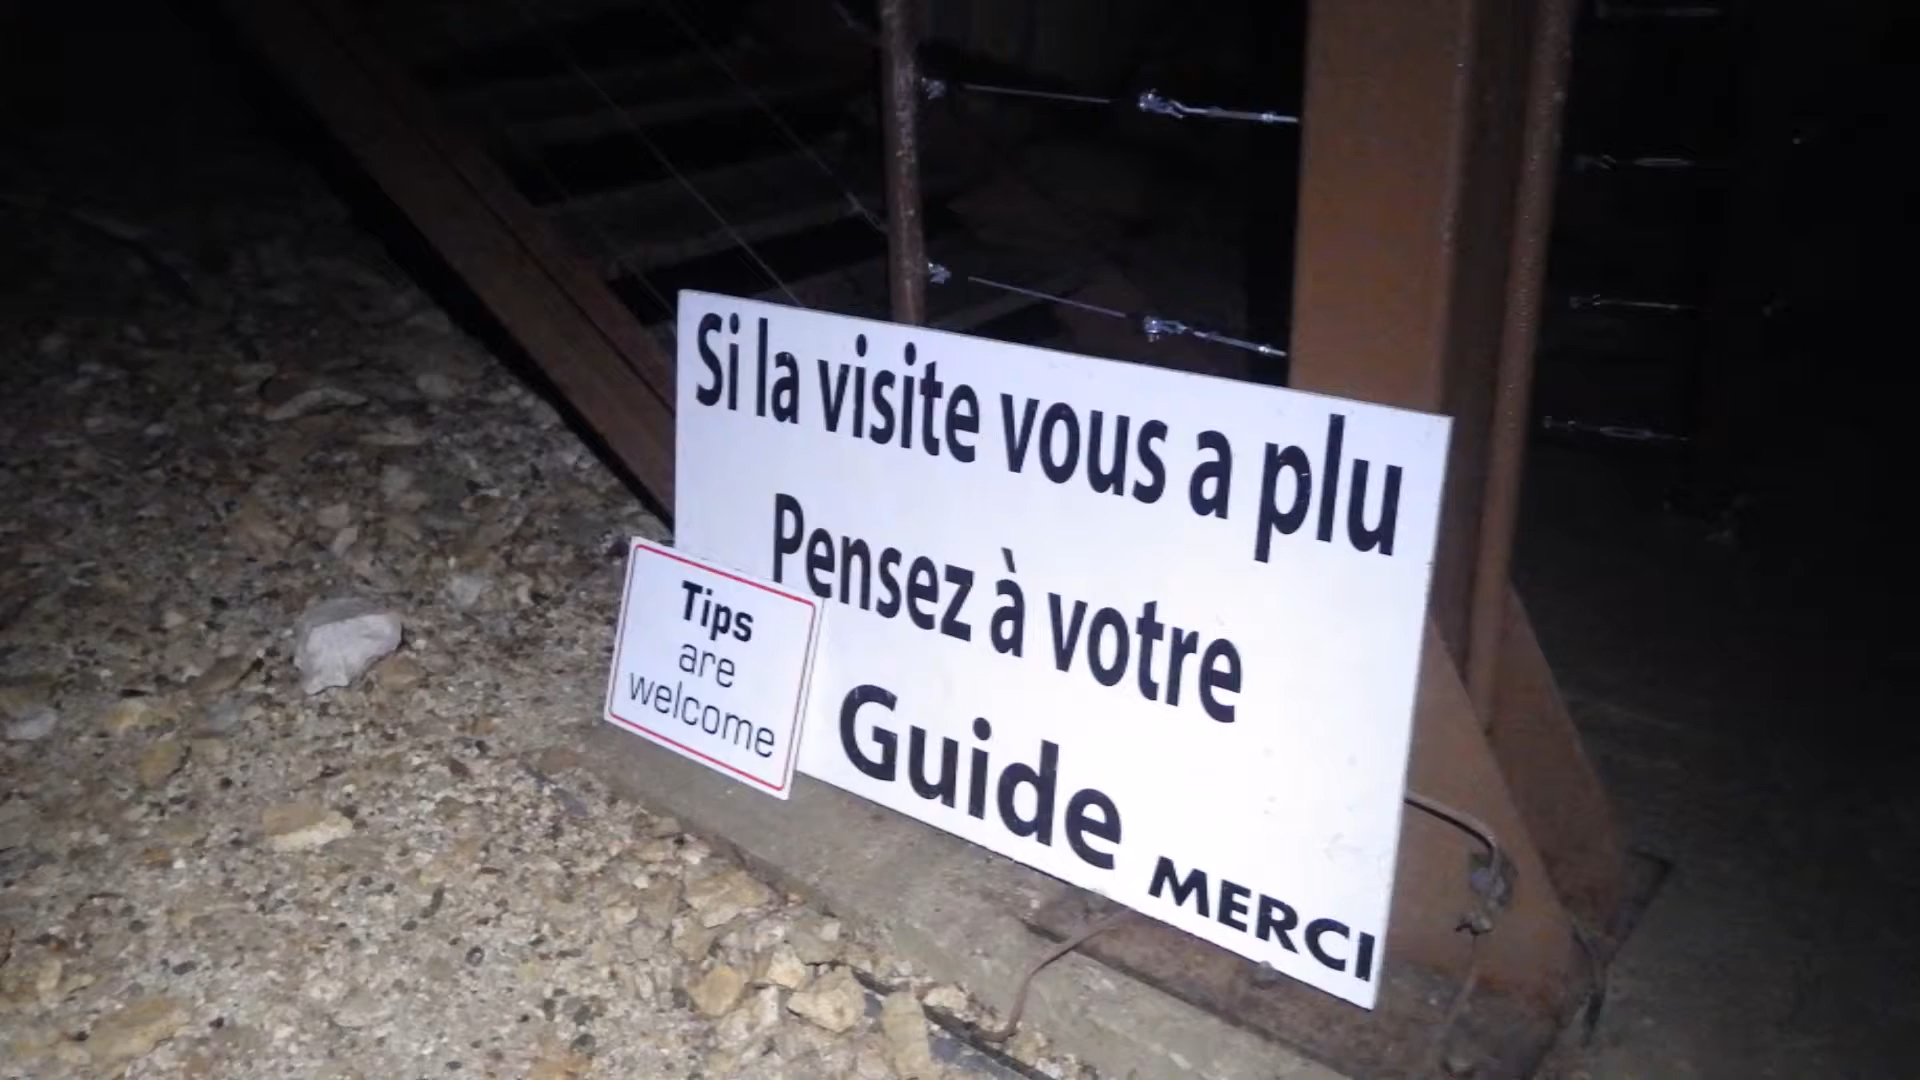 Si la visite vous a plu
Pensez à votre
Guide MERCI
Tips
are
welcome